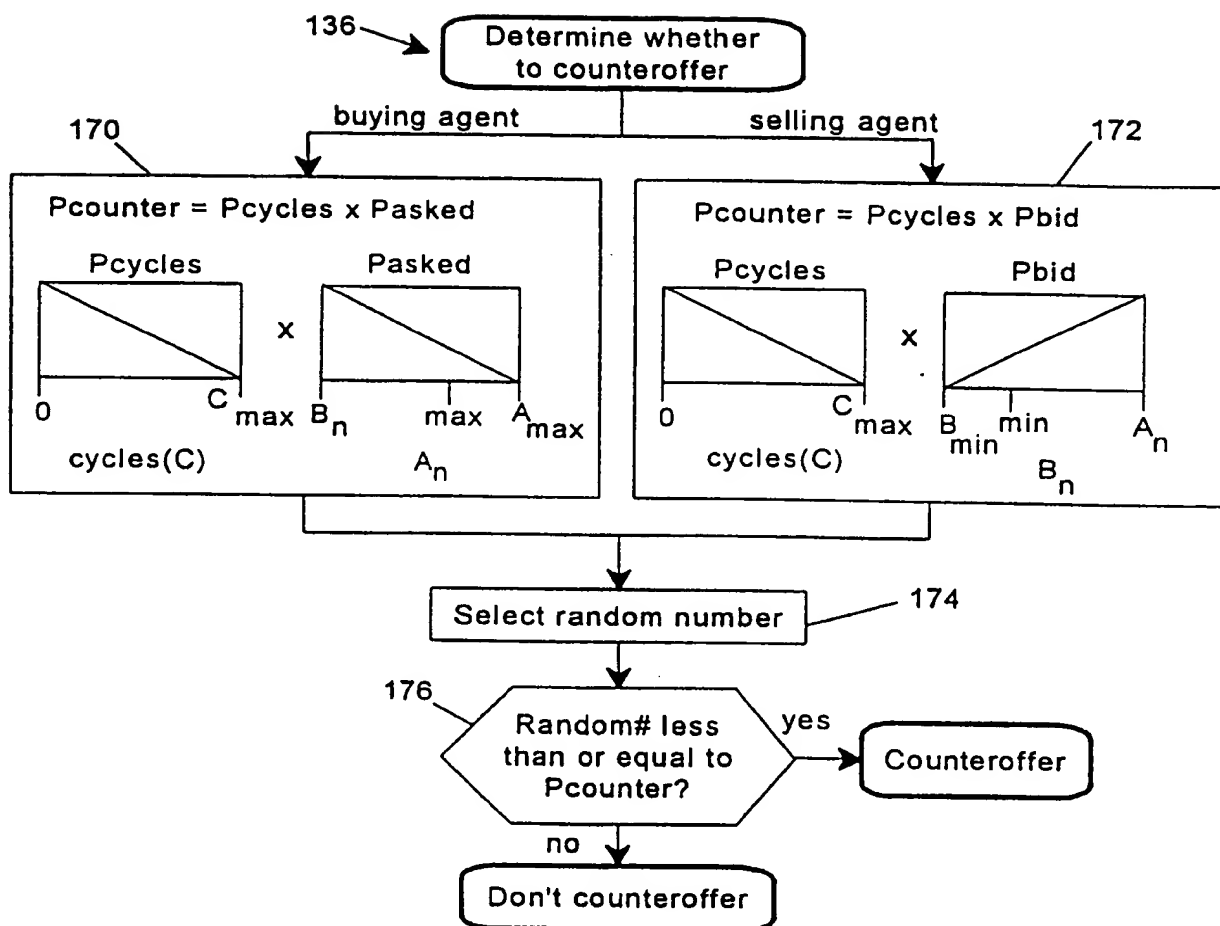 136
Determine whether
to counteroffer
buying agent
selling agent
170
172
Pcounter = Pcycles x Pasked
Pcycles
Pasked
x
0
C max
B n
max
A max
cycles(C)
A n
Pcounter = Pcycles x Pbid
Pcycles
Pbid
x
0
C max
B min
min
A n
cycles(C)
B n
Select random number
174
176
Random# less
than or equal to
Pcounter?
yes
Counteroffer
no
Don't counteroffer